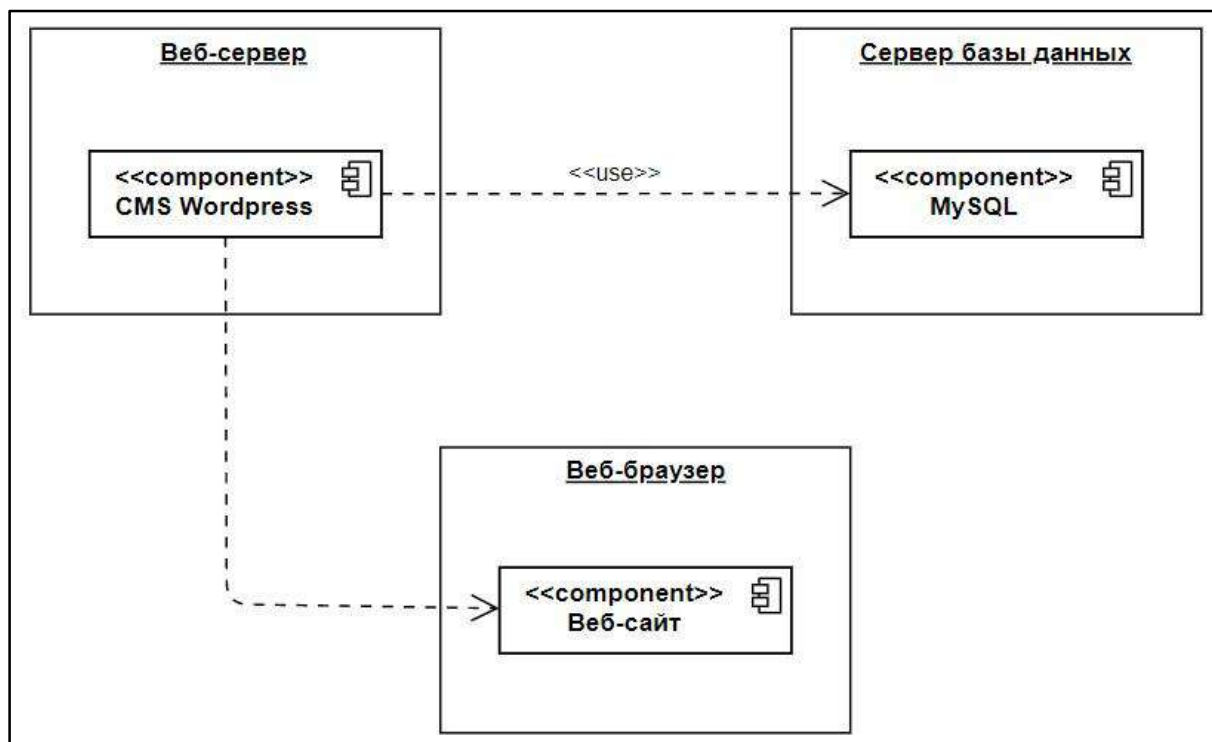 Веб-сервер
Сервер базы данных
<<component>>
CMS Wordpress
<<use>>
<<component>>
MySQL
Веб-браузер
<<component>>
Веб-сайт